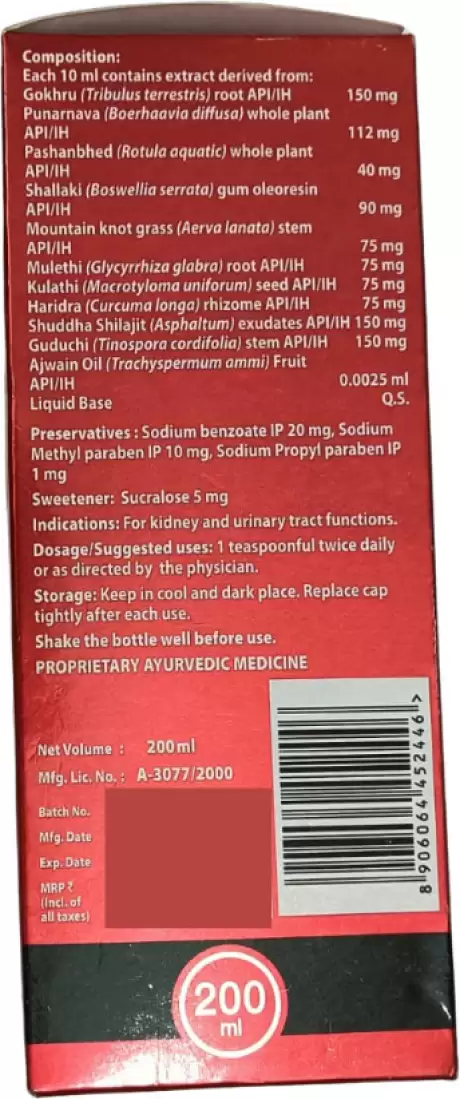 Composition:
Each 10 ml contains extract derived from:
Gokhru (Tribulus terrestris) root API/IH 150 mg
Punarnava (Boerhaavia diffusa) whole plant
API/IH 112 mg
Pashanbhed (Rotula aquatic) whole plant
API/IH 40 mg
Shallaki (Boswellia serrata) gum oleoresin
API/IH 90 mg
Mountain knot grass (Aerva lanata) stem
API/IH 75 mg
Mulethi (Glycyrrhiza glabra) root API/IH 75 mg
Kulathi (Macrotyloma uniforum) seed API/IH 75 mg
Haridra (Curcuma longa) rhizome API/IH 75 mg
Shuddha Shilajit (Asphaltum) exudates API/IH 150 mg
Guduchi (Tinospora cordifolia) stem API/IH 150 mg
Ajwain Oil (Trachyspermum ammi) Fruit
API/IH 0.0025 ml
Liquid Base Q.S.
Preservatives : Sodium benzoate IP 20 mg, Sodium
Methyl paraben IP 10 mg, Sodium Propyl paraben IP
1 mg
Sweetener: Sucralose 5 mg
Indications: For kidney and urinary tract functions.
Dosage/Suggested uses: 1 teaspoonful twice daily
or as directed by the physician.
Storage: Keep in cool and dark place. Replace cap
tightly after each use.
Shake the bottle well before use.
PROPRIETARY AYURVEDIC MEDICINE
Net Volume : 200 ml
Mfg. Lic. No. : A-3077/2000
Batch No.
Mfg. Date
Exp. Date
MRP ₹
(Incl. of
all taxes)
8 906064 452446 >
200
ml